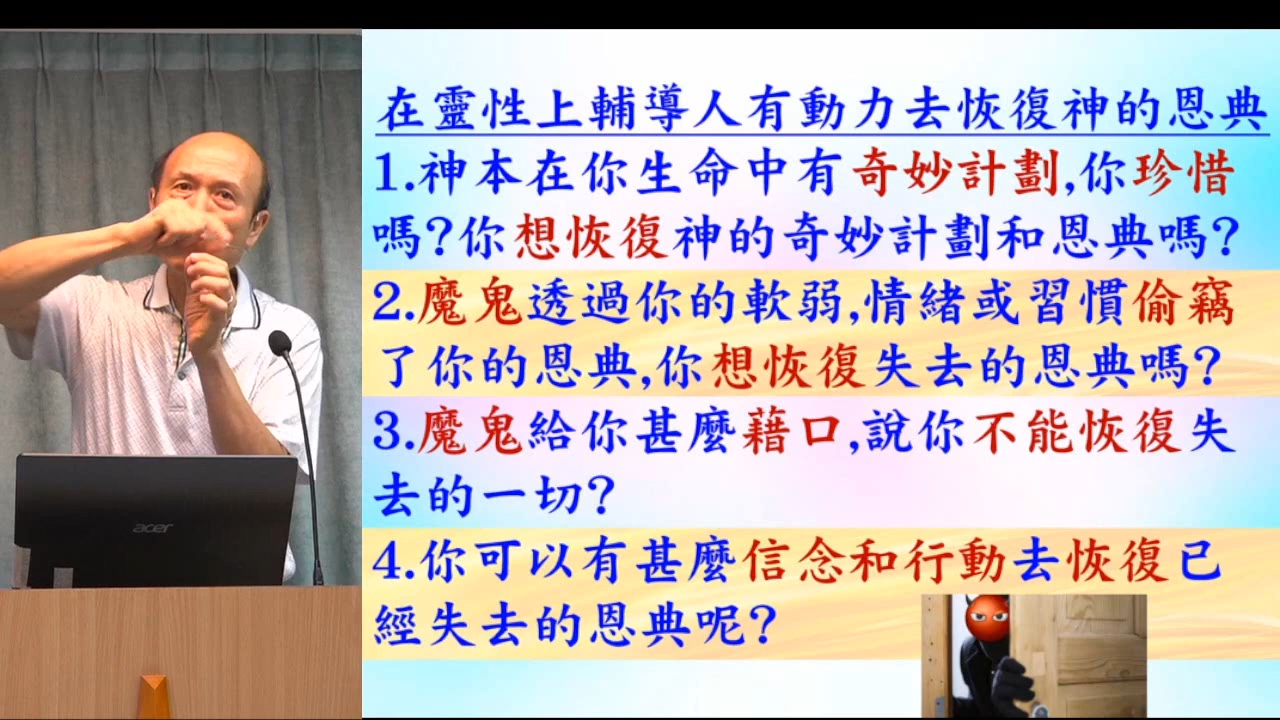 在靈性上輔導人有動力去恢復神的恩典
1.神本在你生命中有奇妙計劃,你珍惜
嗎?你想恢復神的奇妙計劃和恩典嗎?
2.魔鬼透過你的軟弱,情緒或習慣偷竊
了你的恩典,你想恢復失去的恩典嗎?
3.魔鬼給你甚麼藉口,說你不能恢復失
去的一切?
4.你可以有甚麼信念和行動去恢復已
經失去的恩典呢?
acer